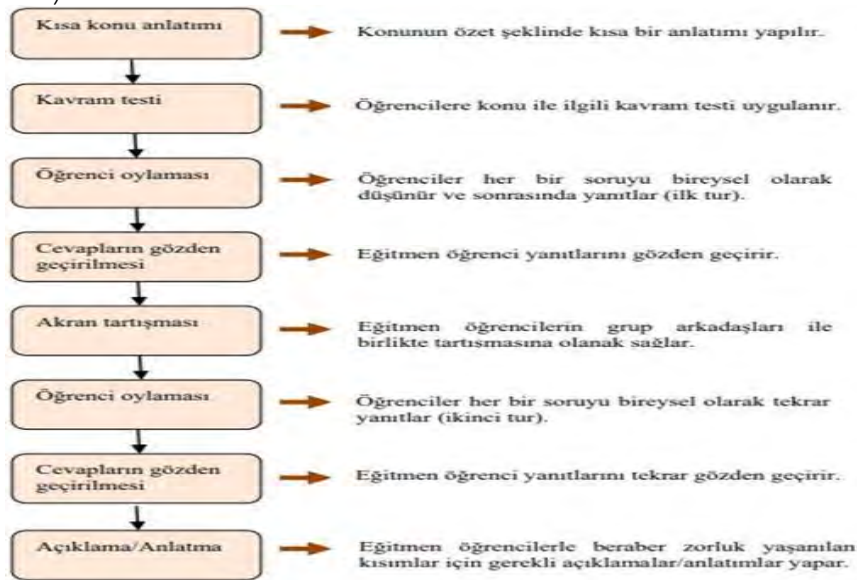 Kısa konu anlatımı
Konunun özet şeklinde kısa bir anlatımı yapılır.
Kavram testi
Öğrencilere konu ile ilgili kavram testi uygulanır.
Öğrenci oylaması
Öğrenciler her bir soruyu bireysel olarak
düşünür ve sonrasında yanıtlar (ilk tur).
Cevapların gözden
geçirilmesi
Eğitmen öğrenci yanıtlarını gözden geçirir.
Akran tartışması
Eğitmen öğrencilerin grup arkadaşları ile
birlikte tartışmasına olanak sağlar.
Öğrenci oylaması
Öğrenciler her bir soruyu bireysel olarak tekrar
yanıtlar (ikinci tur).
Cevapların gözden
geçirilmesi
Eğitmen öğrenci yanıtlarını tekrar gözden geçirir.
Açıklama/Anlatma
Eğitmen öğrencilerle beraber zorluk yaşanılan
kısımlar için gerekli açıklamalar/anlatımlar yapar.